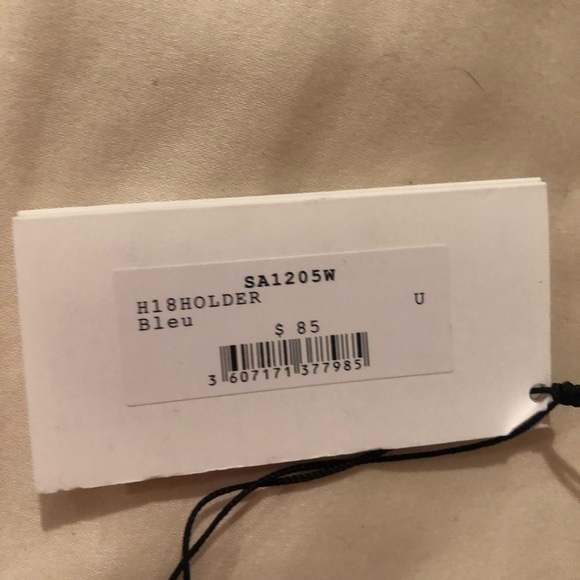 SA1205W
H18HOLDER U
Bleu
$ 85
3 607171 377985